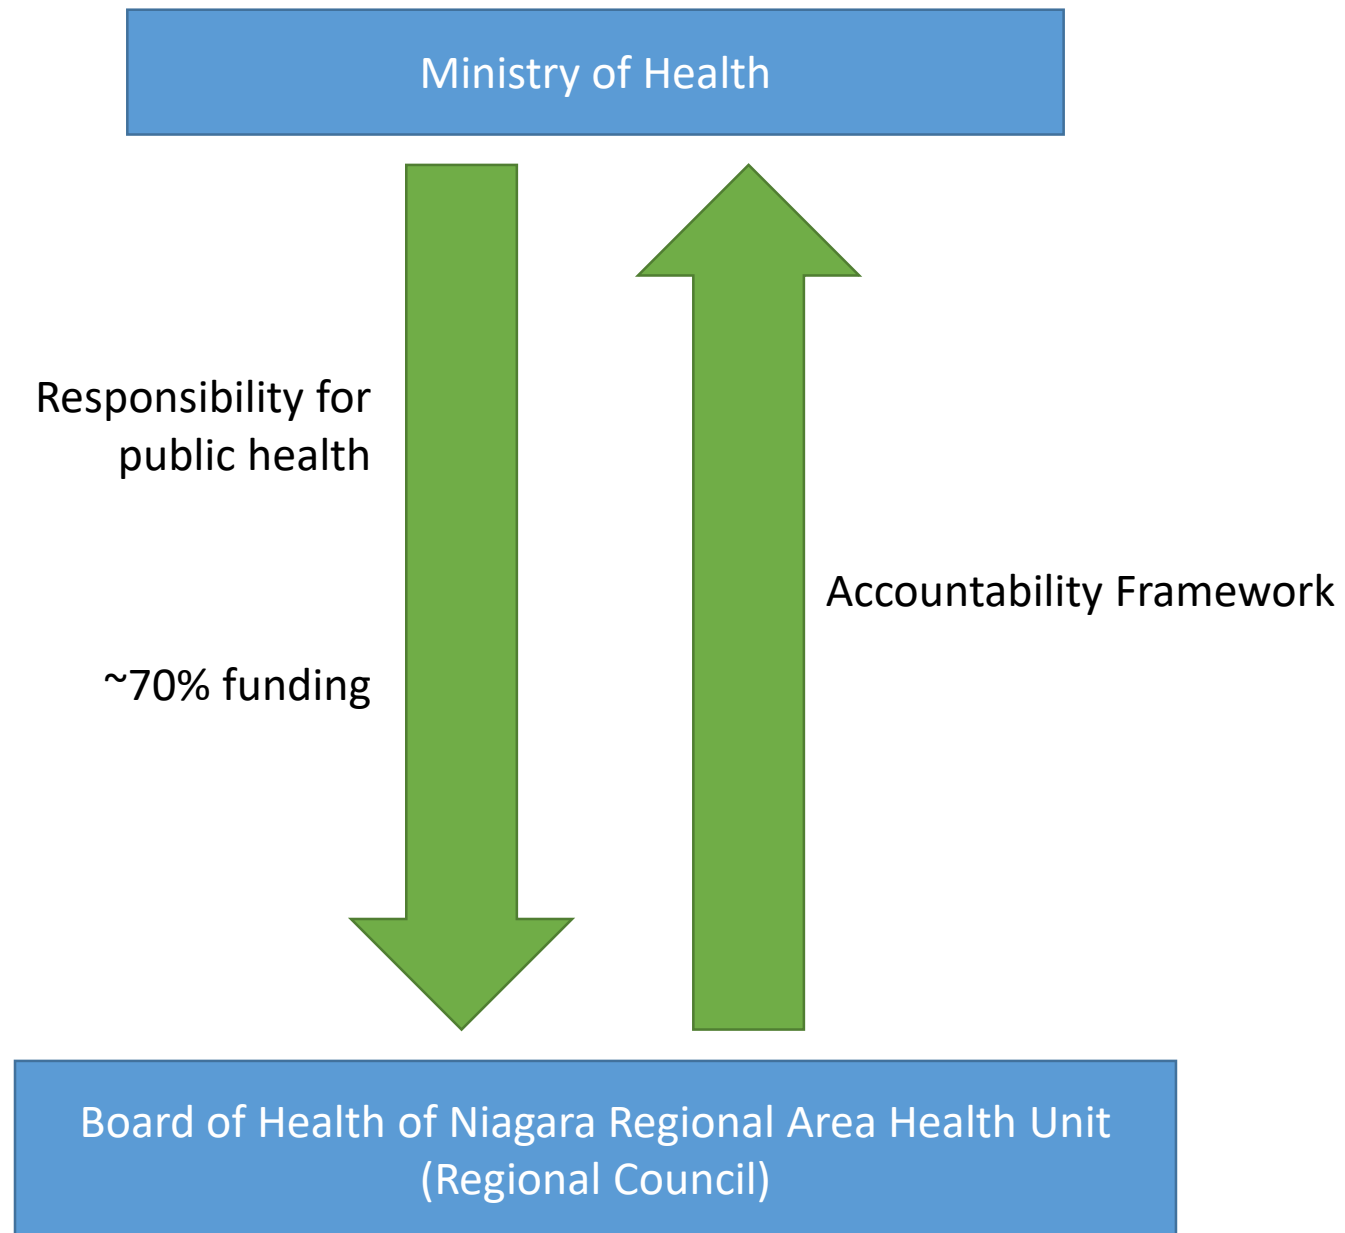 Ministry of Health
Responsibility for
public health
~70% funding
Accountability Framework
Board of Health of Niagara Regional Area Health Unit
(Regional Council)